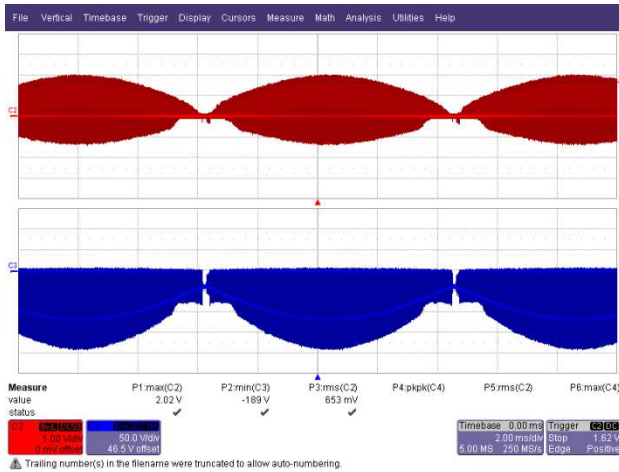 File Vertical Timebase Trigger Display Cursors Measure Math Analysis Utilities Help
C2
C3
Measure P1:max(C2) P2:min(C3) P3:rms(C2) P4:pkpk(C4) P5:rms(C2) P6:max(C4)
value 2.02 V -189 V 653 mV
status
C2
1.00 V/div
0 mV offset
50.0 V/div
46.5 V offset
Timebase 0.00 ms
2.00 ms/div
5.00 MS 250 MS/s
Trigger C2 DC
Stop 1.62 V
Edge Positive
Trailing number(s) in the filename were truncated to allow auto-numbering.